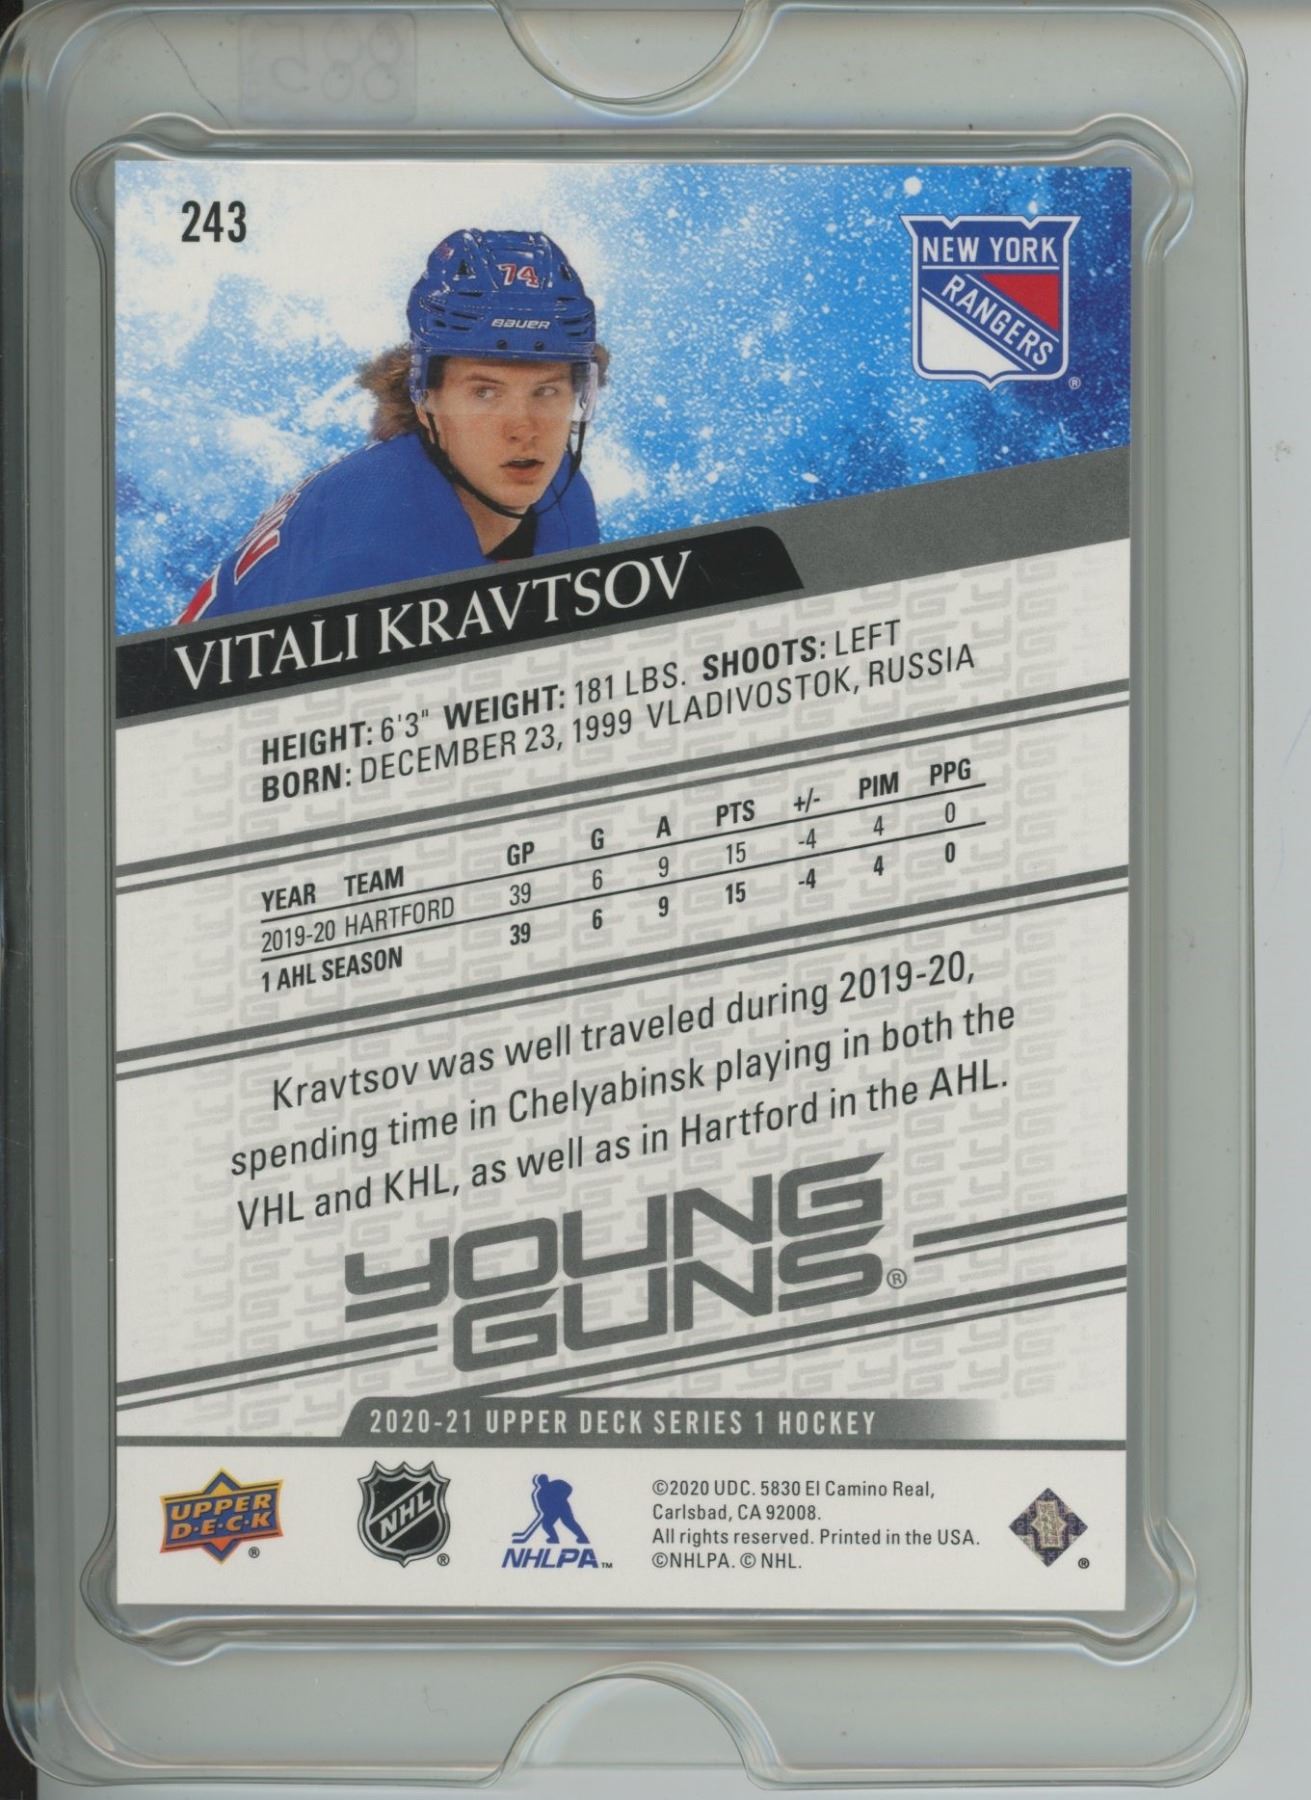 243
74
BAUER
NEW YORK
RANGERS
®
VITALI KRAVTSOV
HEIGHT: 6'3" WEIGHT: 181 LBS. SHOOTS: LEFT
BORN: DECEMBER 23, 1999 VLADIVOSTOK, RUSSIA
YEAR TEAM GP G A PTS +/- PIM PPG
2019-20 HARTFORD 39 6 9 15 -4 4 0
1 AHL SEASON 39 6 9 15 -4 4 0
Kravtsov was well traveled during 2019-20,
spending time in Chelyabinsk playing in both the
VHL and KHL, as well as in Hartford in the AHL.
YOUNG
GUNS®
2020-21 UPPER DECK SERIES 1 HOCKEY
UPPER
D·E·C·K
®
NHL
®
NHLPA™
©2020 UDC. 5830 El Camino Real,
Carlsbad, CA 92008.
All rights reserved. Printed in the USA.
©NHLPA. © NHL.
®